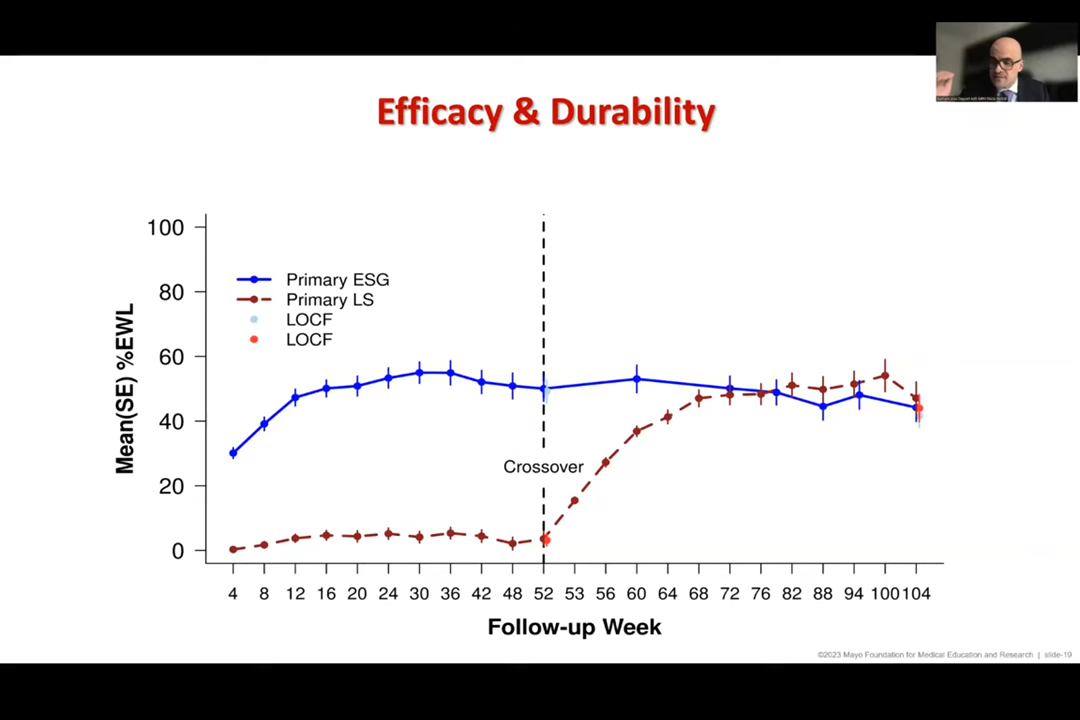 Efficacy & Durability
Mean(SE) %EWL
100
80
60
40
20
0
Primary ESG
Primary LS
LOCF
LOCF
Crossover
4 8 12 16 20 24 30 36 42 48 52 53 56 60 64 68 72 76 82 88 94 100 104
Follow-up Week
©2023 Mayo Foundation for Medical Education and Research | slide-19